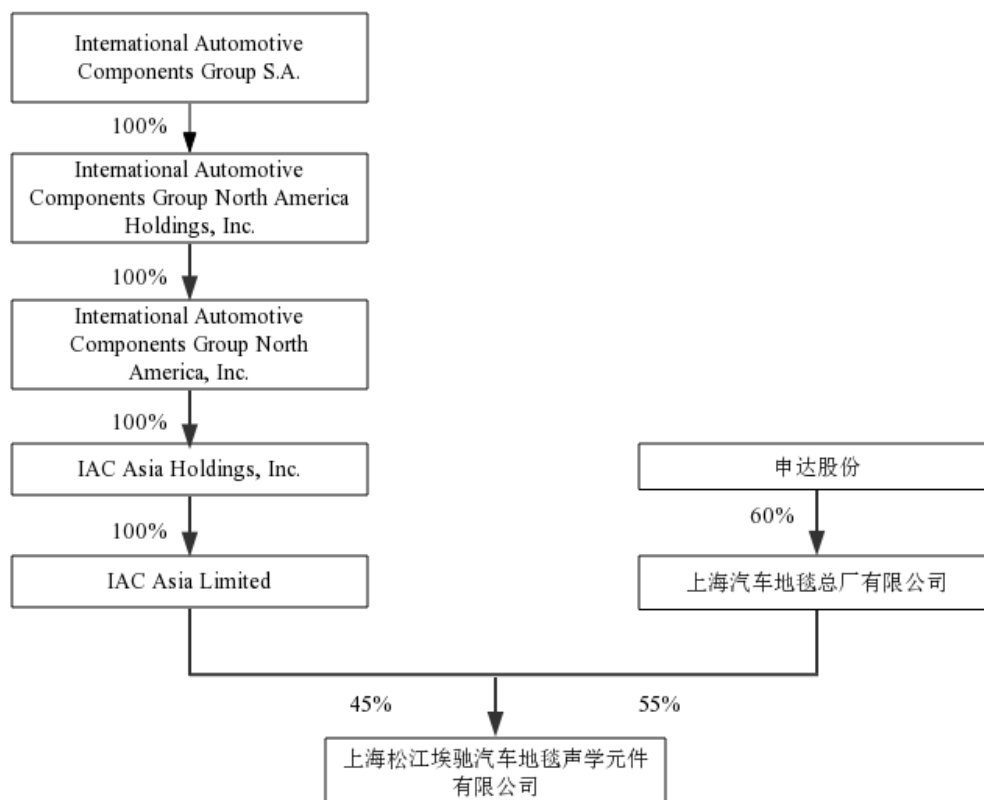 International Automotive
Components Group S.A.
100%
International Automotive
Components Group North America
Holdings, Inc.
100%
International Automotive
Components Group North
America, Inc.
100%
IAC Asia Holdings, Inc.
申达股份
100%
60%
IAC Asia Limited
上海汽车地毯总厂有限公司
45%
55%
上海松江埃驰汽车地毯声学元件
有限公司